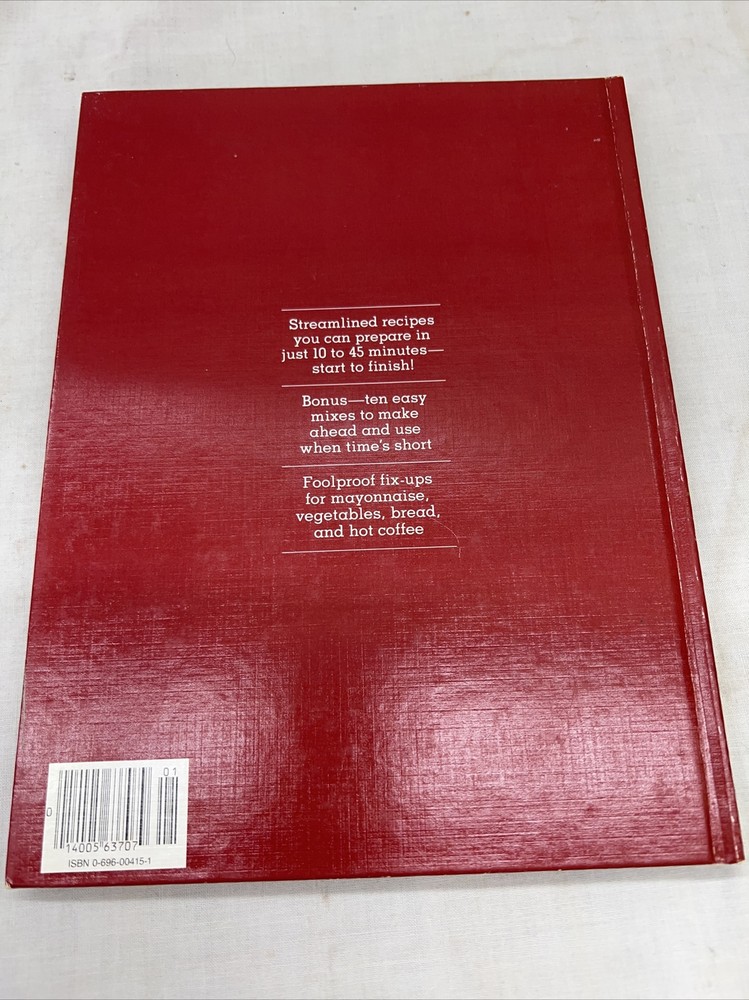 Streamlined recipes
you can prepare in
just 10 to 45 minutes—
start to finish!
Bonus—ten easy
mixes to make
ahead and use
when time's short
Foolproof fix-ups
for mayonnaise,
vegetables, bread,
and hot coffee
01
0
14005 63707
ISBN 0-696-00415-1